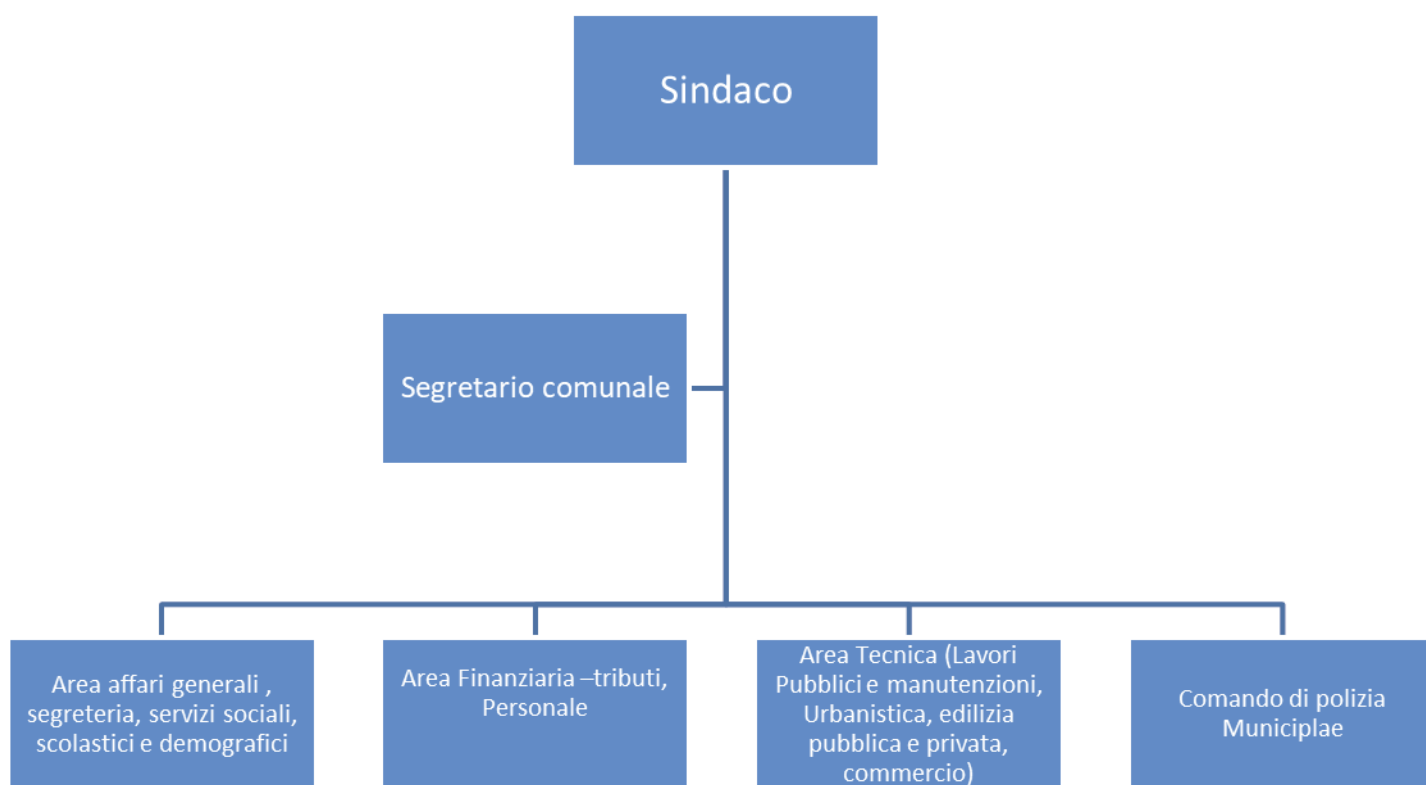 Sindaco
Segretario comunale
Area affari generali ,
segreteria, servizi sociali,
scolastici e demografici
Area Finanziaria –tributi,
Personale
Area Tecnica (Lavori
Pubblici e manutenzioni,
Urbanistica, edilizia
pubblica e privata,
commercio)
Comando di polizia
Municiplae